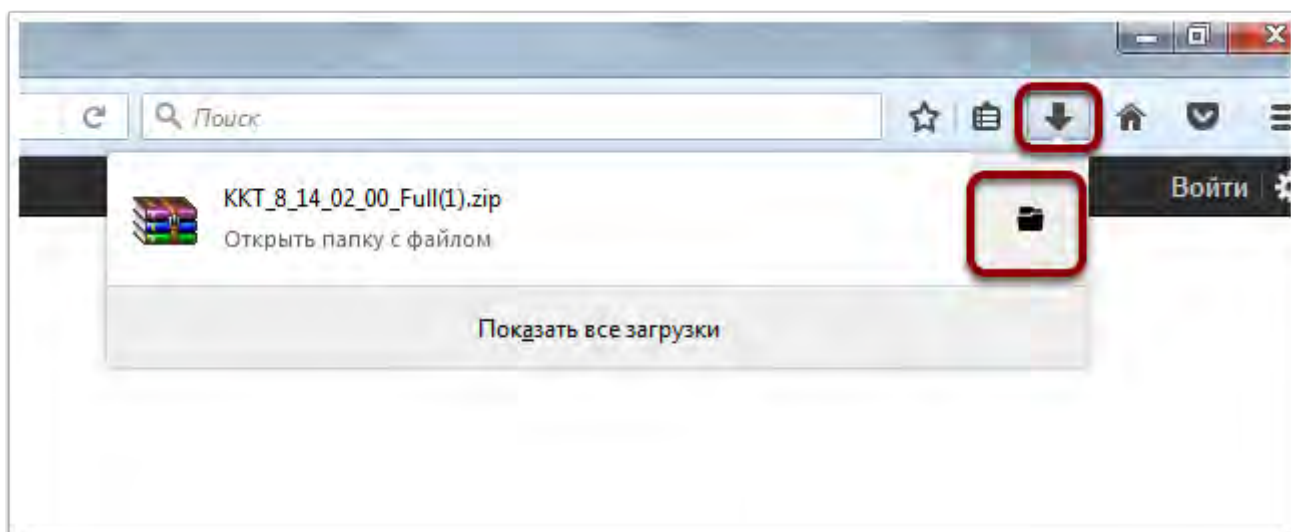 Поиск
KKT_8_14_02_00_Full(1).zip
Открыть папку с файлом
Войти
Показать все загрузки